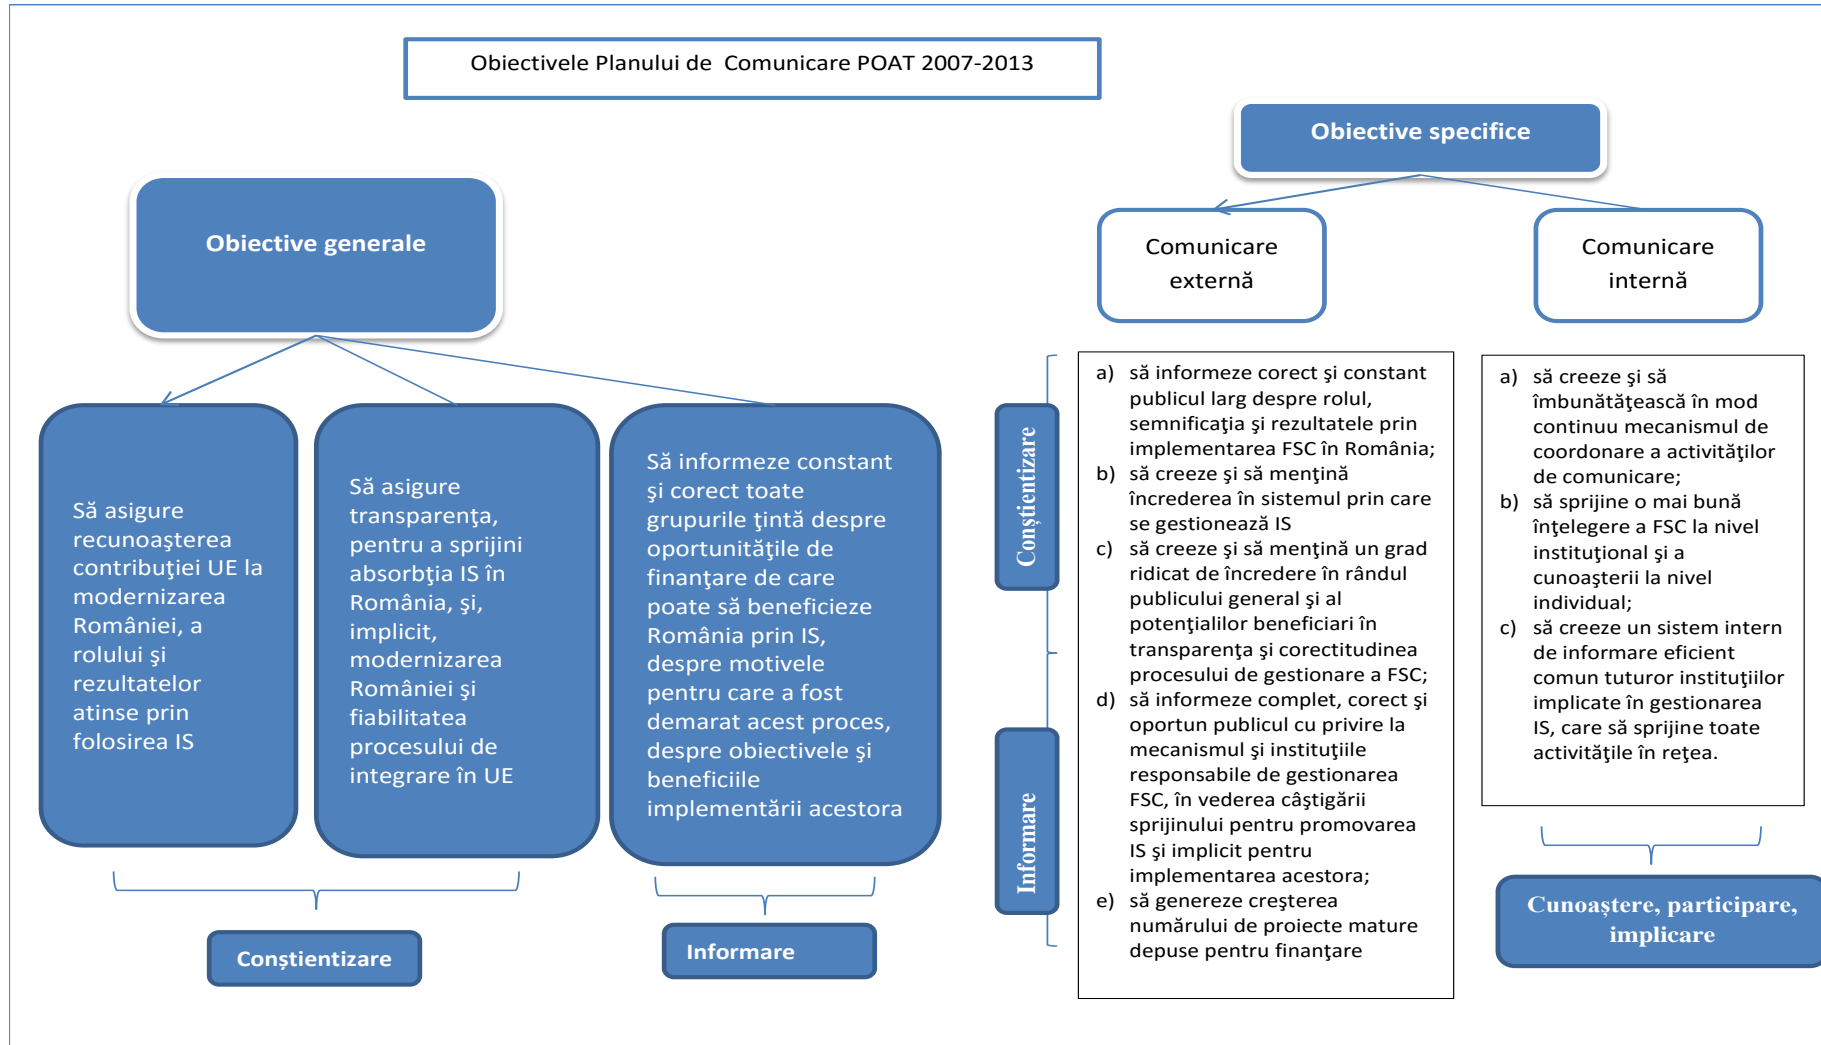 Obiectivele Planului de Comunicare POAT 2007-2013
Obiective generale
Să asigure
recunoaşterea
contribuţiei UE la
modernizarea
României, a
rolului şi
rezultatelor
atinse prin
folosirea IS
Să asigure
transparenţa,
pentru a sprijini
absorbţia IS în
România, şi,
implicit,
modernizarea
României şi
fiabilitatea
procesului de
integrare în UE
Să informeze constant
şi corect toate
grupurile ţintă despre
oportunităţile de
finanţare de care
poate să beneficieze
România prin IS,
despre motivele
pentru care a fost
demarat acest proces,
despre obiectivele şi
beneficiile
implementării acestora
Conștientizare
Informare
Obiective specifice
Comunicare
externă
Comunicare
internă
Conștientizare
Informare
a) să informeze corect şi constant
publicul larg despre rolul,
semnificaţia şi rezultatele prin
implementarea FSC în România;
b) să creeze şi să menţină
încrederea în sistemul prin care
se gestionează IS
c) să creeze şi să menţină un grad
ridicat de încredere în rândul
publicului general şi al
potenţialilor beneficiari în
transparenţa şi corectitudinea
procesului de gestionare a FSC;
d) să informeze complet, corect şi
oportun publicul cu privire la
mecanismul şi instituţiile
responsabile de gestionarea
FSC, în vederea câştigării
sprijinului pentru promovarea
IS şi implicit pentru
implementarea acestora;
e) să genereze creşterea
numărului de proiecte mature
depuse pentru finanţare
a) să creeze şi să
îmbunătăţească în mod
continuu mecanismul de
coordonare a activităţilor
de comunicare;
b) să sprijine o mai bună
înţelegere a FSC la nivel
instituţional şi a
cunoaşterii la nivel
individual;
c) să creeze un sistem intern
de informare eficient
comun tuturor instituţiilor
implicate în gestionarea
IS, care să sprijine toate
activităţile în reţea.
Cunoaștere, participare,
implicare